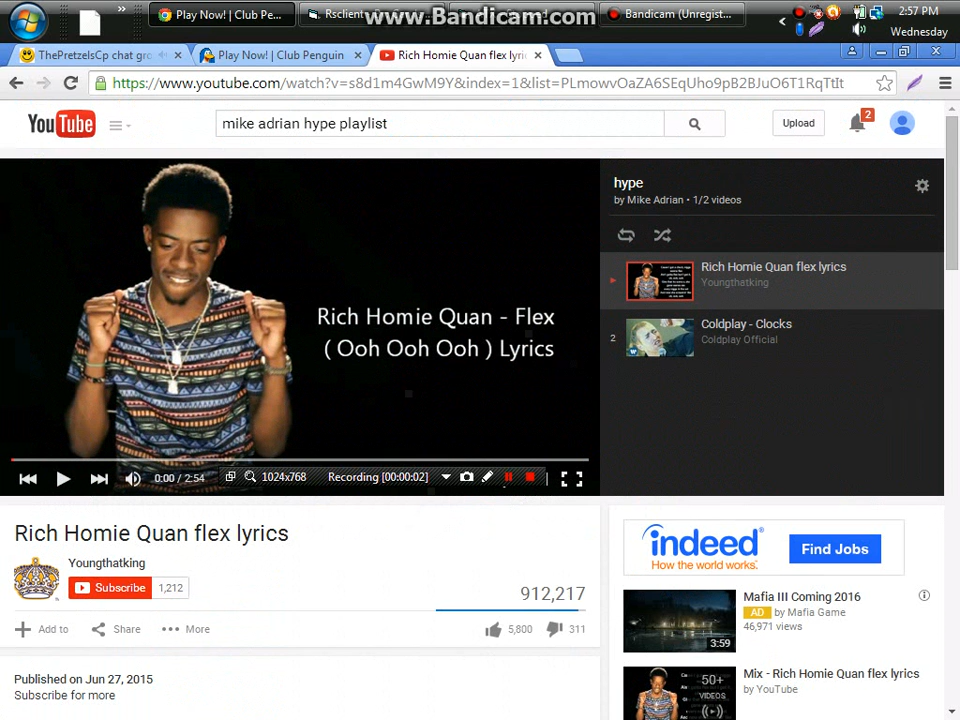 www.Bandicam.com
Play Now! | Club Pe...
Rsclient
Bandicam (Unregist...
2:57 PM
Wednesday
ThePretzelsCp chat gro
Play Now! | Club Penguin
Rich Homie Quan flex lyri
https://www.youtube.com/watch?v=s8d1m4GwM9Y&index=1&list=PLmowvOaZA6SEqUho9pB2BJuO6T1RqTtIt
YouTube
mike adrian hype playlist
Upload
2
hype
by Mike Adrian • 1/2 videos
Rich Homie Quan flex lyrics
Youngthatking
2
Coldplay - Clocks
Coldplay Official
Rich Homie Quan - Flex
( Ooh Ooh Ooh ) Lyrics
0:00 / 2:54
1024x768
Recording [00:00:02]
Rich Homie Quan flex lyrics
Youngthatking
Subscribe
1,212
912,217
Add to
Share
More
5,800
311
Published on Jun 27, 2015
Subscribe for more
indeed
How the world works.
Find Jobs
Mafia III Coming 2016
AD by Mafia Game
46,971 views
3:59
Mix - Rich Homie Quan flex lyrics
by YouTube
50+
VIDEOS